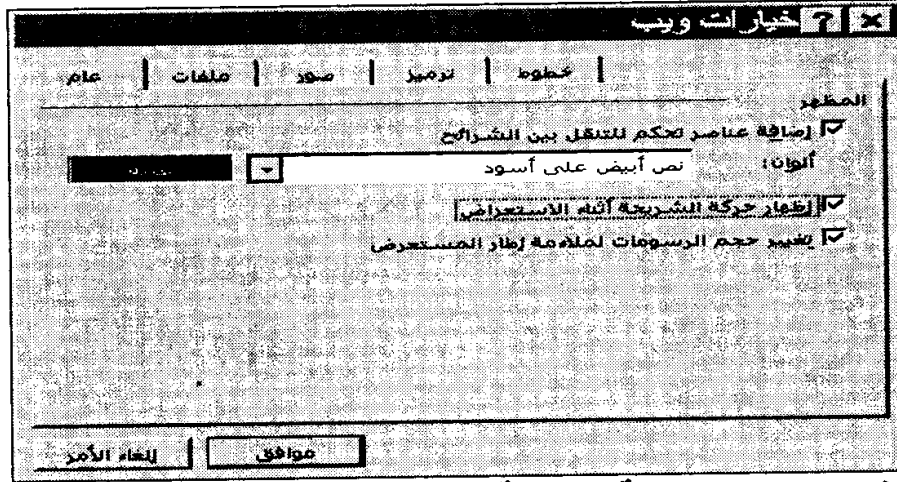 خيارات ويب
عام ملفات صور ترميز خطوط
المظهر
إضافة عناصر تحكم للتنقل بين الشرائح
ألوان: نص أبيض على أسود
إظهار حركة الشريحة أثناء الاستعراض
تغيير حجم الرسومات لملاءمة إطار المستعرض
موافق إلغاء الأمر